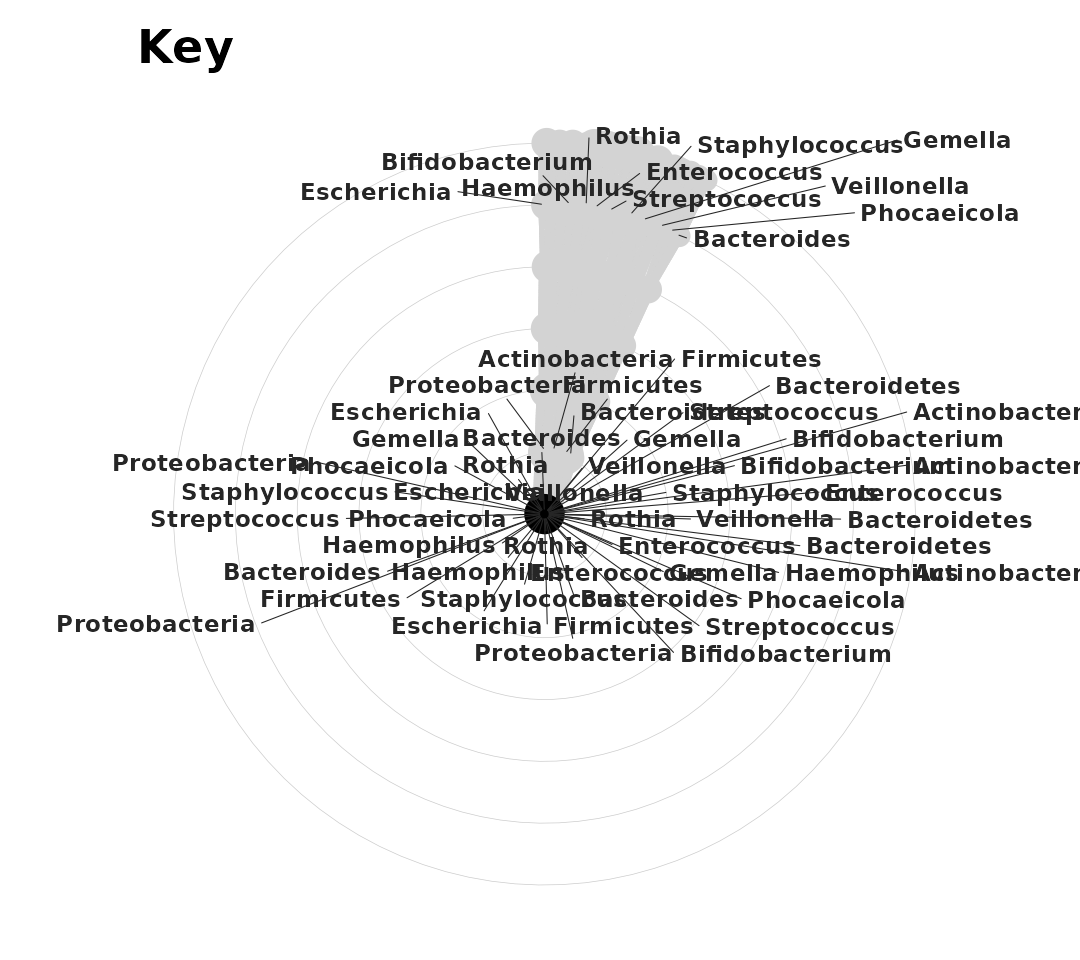 Key
Rothia
Gemella
Staphylococcus
Bifidobacterium
Enterococcus
Veillonella
Haemophilus
Escherichia
Streptococcus
Phocaeicola
Bacteroides
Actinobacteria
Firmicutes
Proteobacteria
Firmicutes
Bacteroidetes
Escherichia
Bacteroidetes
Streptococcus
Actinobacter
Gemella
Bacteroides
Gemella
Bifidobacterium
Proteobacteria
Phocaeicola
Rothia
Veillonella
Bifidobacterium
Actinobacter
Staphylococcus
Escherichia
Veillonella
Staphylococcus
Enterococcus
Streptococcus
Phocaeicola
Rothia
Veillonella
Bacteroidetes
Haemophilus
Rothia
Enterococcus
Bacteroidetes
Bacteroides
Haemophilus
Enterococcus
Gemella
Haemophilus
Actinobacter
Firmicutes
Staphylococcus
Bacteroides
Phocaeicola
Proteobacteria
Escherichia
Firmicutes
Streptococcus
Proteobacteria
Bifidobacterium